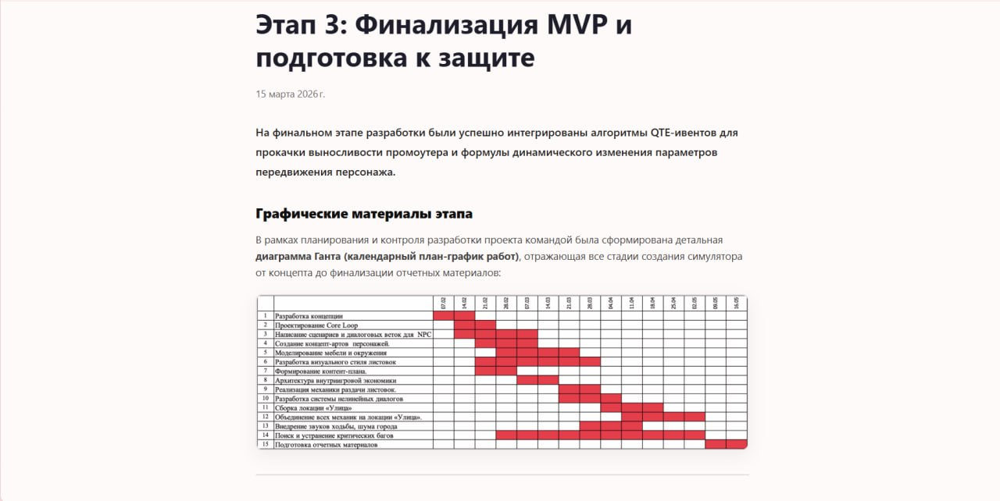 Этап 3: Финализация MVP и
подготовка к защите
15 марта 2026 г.
На финальном этапе разработки были успешно интегрированы алгоритмы QTE-ивентов для
прокачки выносливости промоутера и формулы динамического изменения параметров
передвижения персонажа.
Графические материалы этапа
В рамках планирования и контроля разработки проекта командой была сформирована детальная
диаграмма Ганта (календарный план-график работ), отражающая все стадии создания симулятора
от концепта до финализации отчетных материалов:
07.02 14.02 21.02 28.02 07.03 14.03 21.03 28.03 04.04 11.04 18.04 25.04 02.05 09.05 16.05
1 Разработка концепции
2 Проектирование Core Loop
3 Написание сценариев и диалоговых веток для NPC
4 Создание концепт-артов персонажей.
5 Моделирование мебели и окружения
6 Разработка визуального стиля листовок
7 Формирование контент-плана.
8 Архитектура внутриигровой экономики
9 Реализация механики раздачи листовок.
10 Разработка системы нелинейных диалогов
11 Сборка локации «Улица»
12 Объединение всех механик на локации «Улица».
13 Внедрение звуков ходьбы, шума города
14 Поиск и устранение критических багов
15 Подготовка отчетных материалов